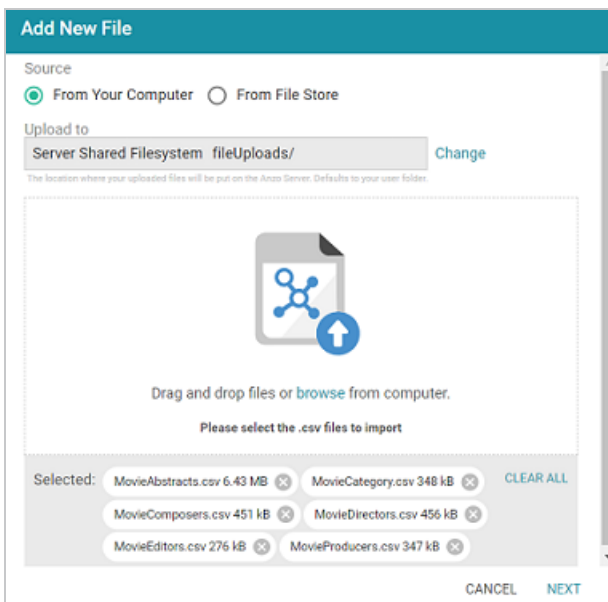 Add New File
Source
From Your Computer From File Store
Upload to
Server Shared Filesystem fileUploads/ Change
The location where your uploaded files will be put on the Anzo Server. Defaults to your user folder.
Drag and drop files or browse from computer.
Please select the .csv files to import
Selected: MovieAbstracts.csv 6.43 MB MovieCategory.csv 348 kB CLEAR ALL
MovieComposers.csv 451 kB MovieDirectors.csv 456 kB
MovieEditors.csv 276 kB MovieProducers.csv 347 kB
CANCEL NEXT